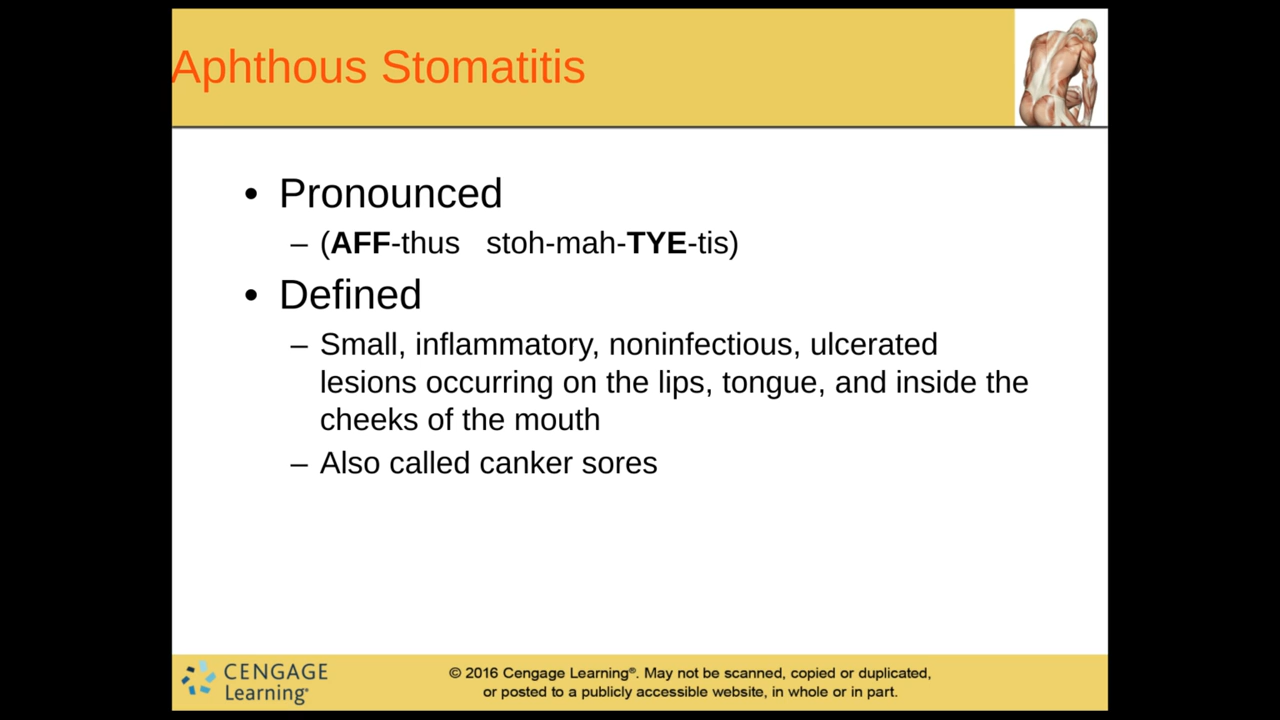 Aphthous Stomatitis
• Pronounced
– (AFF-thus stoh-mah-TYE-tis)
• Defined
– Small, inflammatory, noninfectious, ulcerated
lesions occurring on the lips, tongue, and inside the
cheeks of the mouth
– Also called canker sores
CENGAGE
Learning®
© 2016 Cengage Learning®. May not be scanned, copied or duplicated,
or posted to a publicly accessible website, in whole or in part.